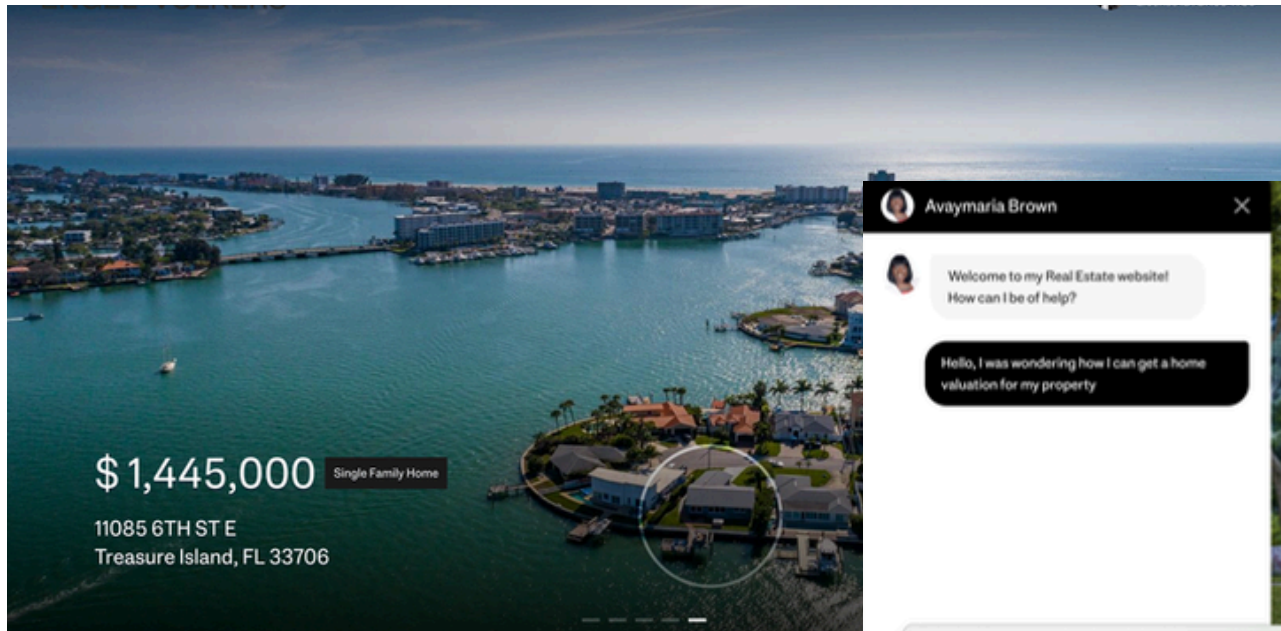 $1,445,000 Single Family Home
11085 6TH ST E
Treasure Island, FL 33706
Avaymaria Brown
Welcome to my Real Estate website!
How can I be of help?
Hello, I was wondering how I can get a home
valuation for my property